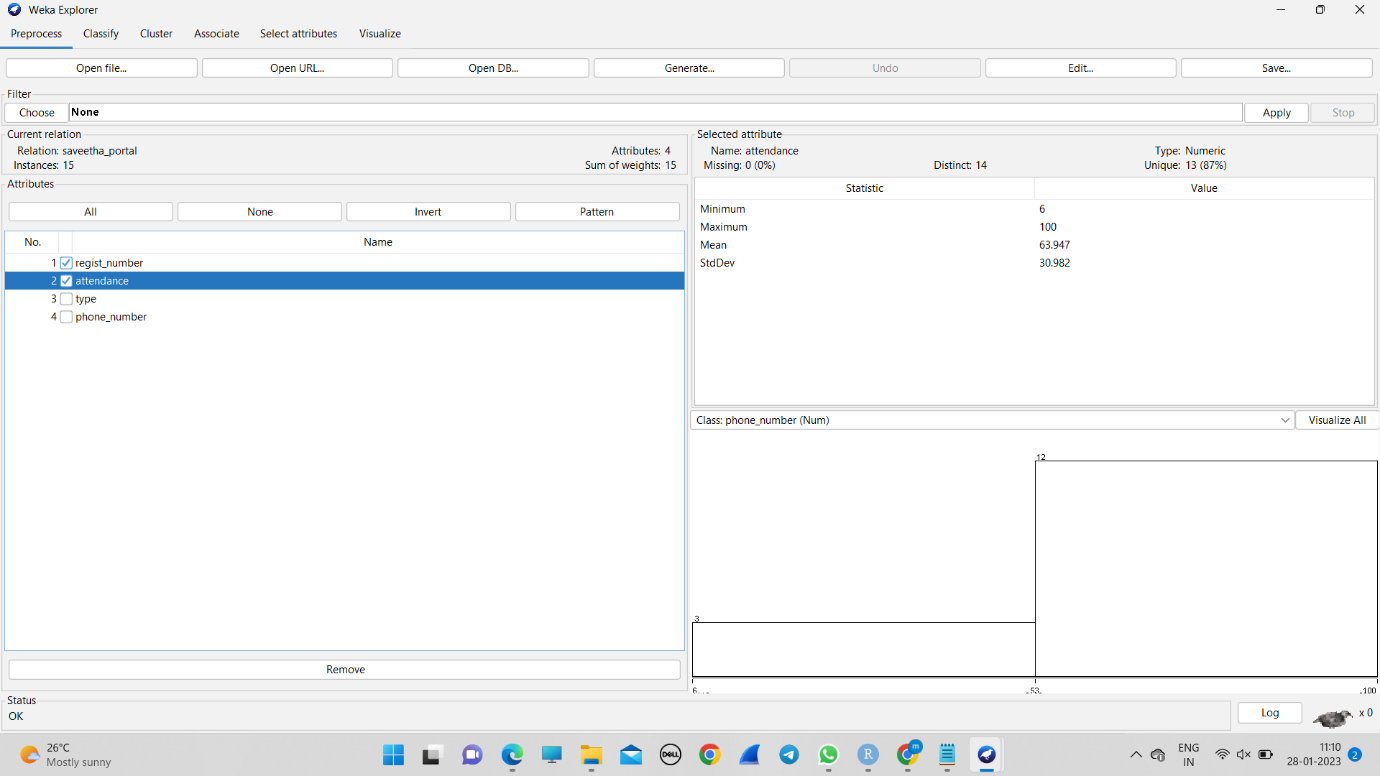 Weka Explorer
Preprocess Classify Cluster Associate Select attributes Visualize
Open file... Open URL... Open DB... Generate... Undo Edit... Save...
Filter
Choose None Apply Stop
Current relation
Relation: saveetha_portal Attributes: 4
Instances: 15 Sum of weights: 15
Attributes
All None Invert Pattern
No. Name
1 regist_number
2 attendance
3 type
4 phone_number
Remove
Selected attribute
Name: attendance Type: Numeric
Missing: 0 (0%) Distinct: 14 Unique: 13 (87%)
Statistic Value
Minimum 6
Maximum 100
Mean 63.947
StdDev 30.982
Class: phone_number (Num) Visualize All
12
3
6 53 100
Status
OK
Log x 0
26°C
Mostly sunny
DELL
R
m
ENG
IN
11:10
28-01-2023
2